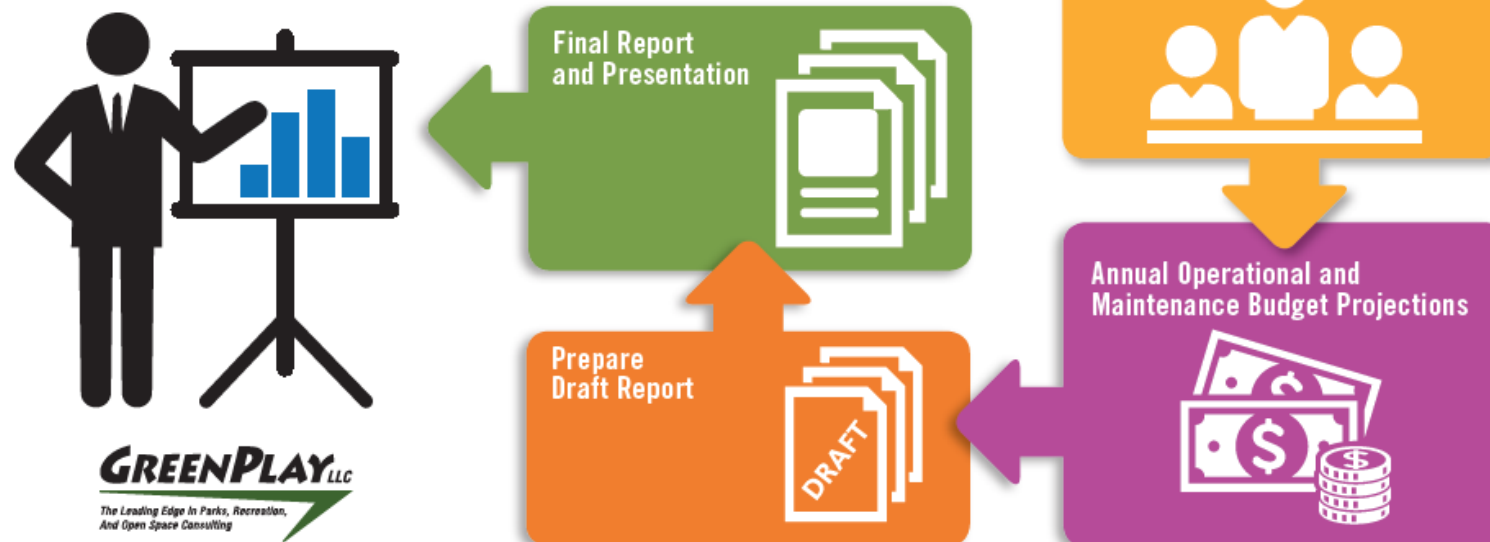 Final Report
and Presentation
Annual Operational and
Maintenance Budget Projections
$
$
$
Prepare
Draft Report
DRAFT
GREENPLAY LLC
The Leading Edge In Parks, Recreation,
And Open Space Consulting